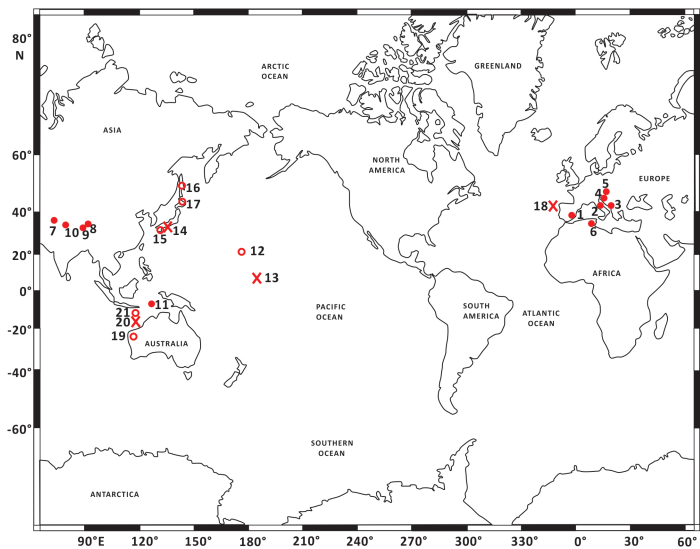 80°
N
ARCTIC
OCEAN
GREENLAND
ASIA
60°
NORTH
AMERICA
EUROPE
5
16
4
40°
17
18
2
3
1
7
10
9
8
14
15
6
20°
12
13
AFRICA
0°
11
21
20
PACIFIC
OCEAN
SOUTH
AMERICA
ATLANTIC
OCEAN
-20°
19
AUSTRALIA
-40°
-60°
SOUTHERN
OCEAN
ANTARCTICA
90°E
120°
150°
180°
210°
240°
270°
300°
330°
0°
30°
60°